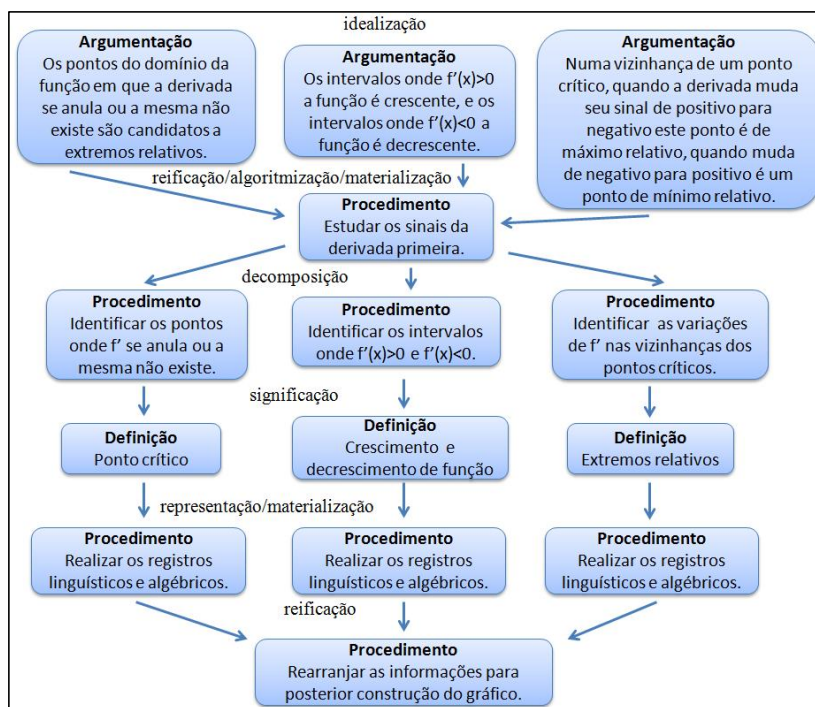 idealização
Argumentação
Os pontos do domínio da
função em que a derivada
se anula ou a mesma não
existe são candidatos a
extremos relativos.
Argumentação
Os intervalos onde f'(x)>0
a função é crescente, e os
intervalos onde f'(x)<0 a
função é decrescente.
Argumentação
Numa vizinhança de um ponto
crítico, quando a derivada muda
seu sinal de positivo para
negativo este ponto é de
máximo relativo, quando muda
de negativo para positivo é um
ponto de mínimo relativo.
reificação/algoritmização/materialização
Procedimento
Estudar os sinais da
derivada primeira.
decomposição
Procedimento
Identificar os pontos
onde f' se anula ou a
mesma não existe.
Procedimento
Identificar os intervalos
onde f'(x)>0 e f'(x)<0.
Procedimento
Identificar as variações
de f' nas vizinhanças dos
pontos críticos.
significação
Definição
Ponto crítico
Definição
Crescimento e
decrescimento de função
Definição
Extremos relativos
representação/materialização
Procedimento
Realizar os registros
linguísticos e algébricos.
Procedimento
Realizar os registros
linguísticos e algébricos.
Procedimento
Realizar os registros
linguísticos e algébricos.
reificação
Procedimento
Rearranjar as informações para
posterior construção do gráfico.